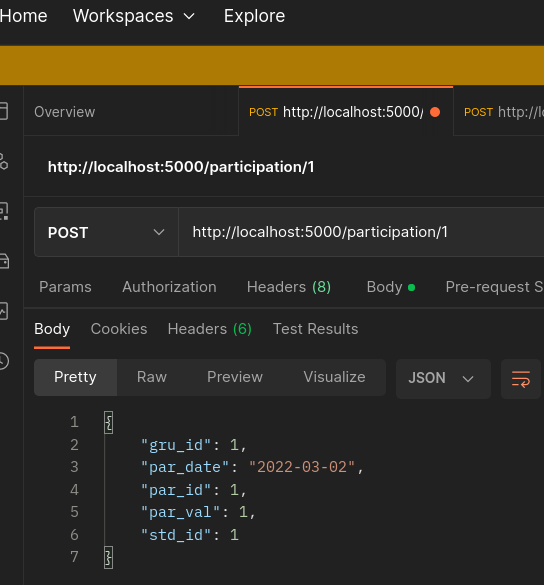 Home Workspaces Explore
Overview POST http://localhost:5000/ POST http://l
http://localhost:5000/participation/1
POST http://localhost:5000/participation/1
Params Authorization Headers (8) Body Pre-request S
Body Cookies Headers (6) Test Results
Pretty Raw Preview Visualize JSON
1 {
2 "gru_id": 1,
3 "par_date": "2022-03-02",
4 "par_id": 1,
5 "par_val": 1,
6 "std_id": 1
7 }